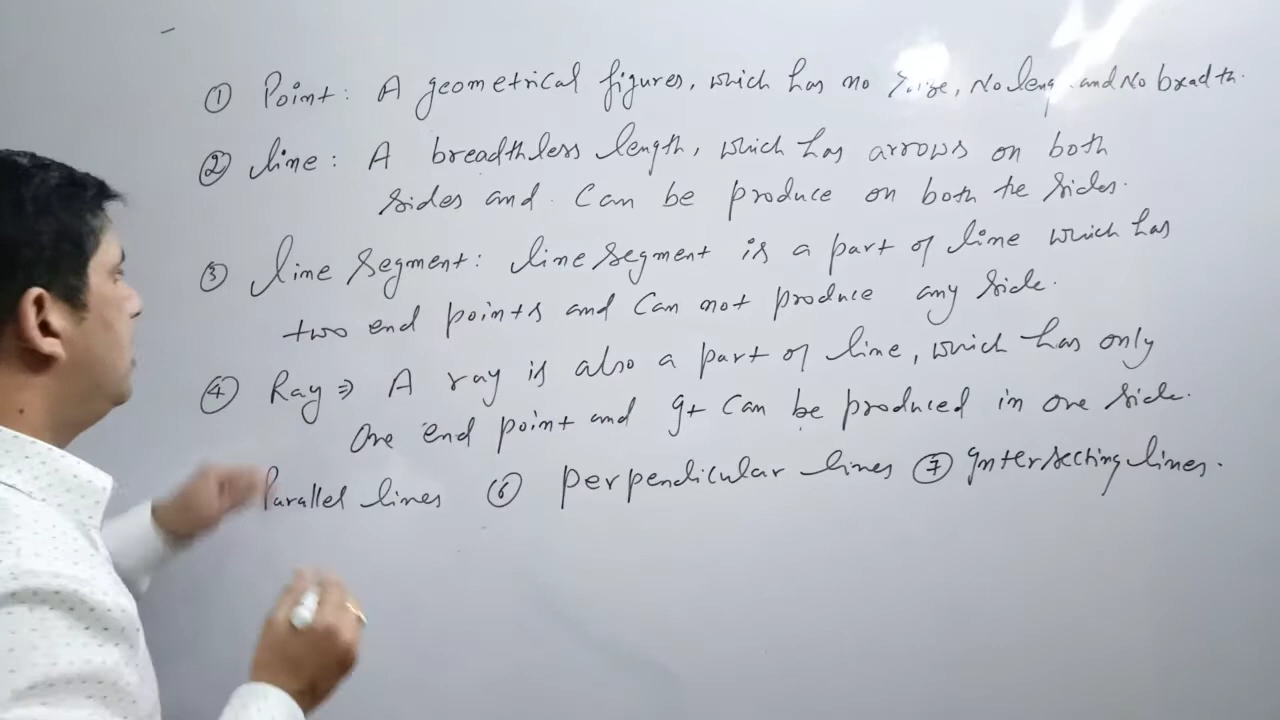 ① Point: A geometrical figures, which has no size, No leng and No breadth.
② line: A breadthless length, which has arrows on both
sides and can be produce on both the sides.
③ line segment: line segment is a part of line which has
two end points and can not produce any side.
④ Ray ⇒ A ray is also a part of line, which has only
one end point and It can be produced in one side.
Parallel lines ⑥ perpendicular lines ⑦ Intersecting lines.